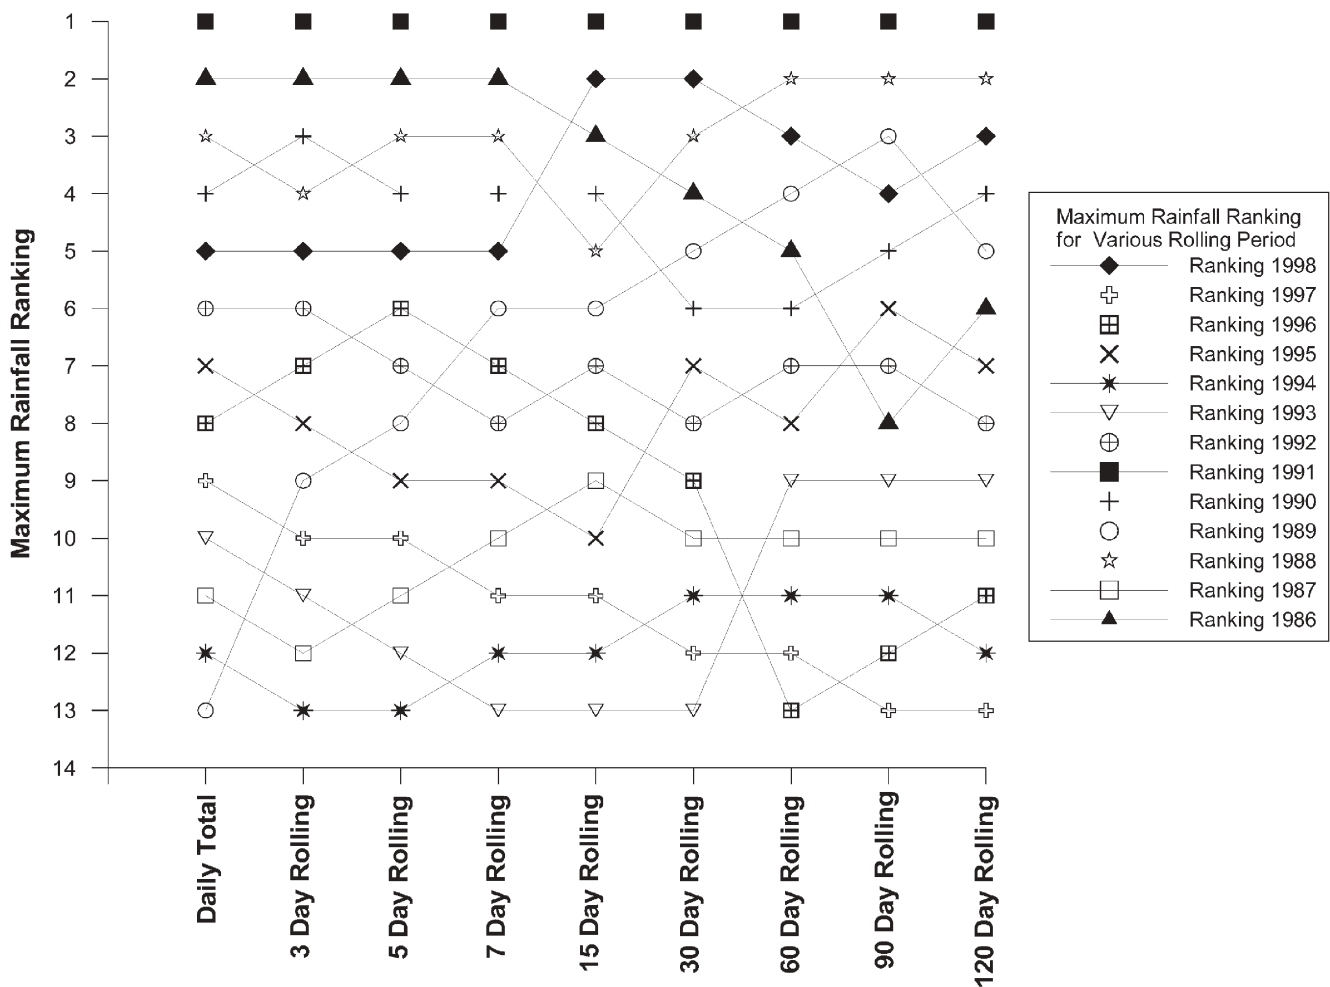 Maximum Rainfall Ranking
1
2
3
4
5
6
7
8
9
10
11
12
13
14
Daily Total
3 Day Rolling
5 Day Rolling
7 Day Rolling
15 Day Rolling
30 Day Rolling
60 Day Rolling
90 Day Rolling
120 Day Rolling
Maximum Rainfall Ranking
for Various Rolling Period
Ranking 1998
Ranking 1997
Ranking 1996
Ranking 1995
Ranking 1994
Ranking 1993
Ranking 1992
Ranking 1991
Ranking 1990
Ranking 1989
Ranking 1988
Ranking 1987
Ranking 1986